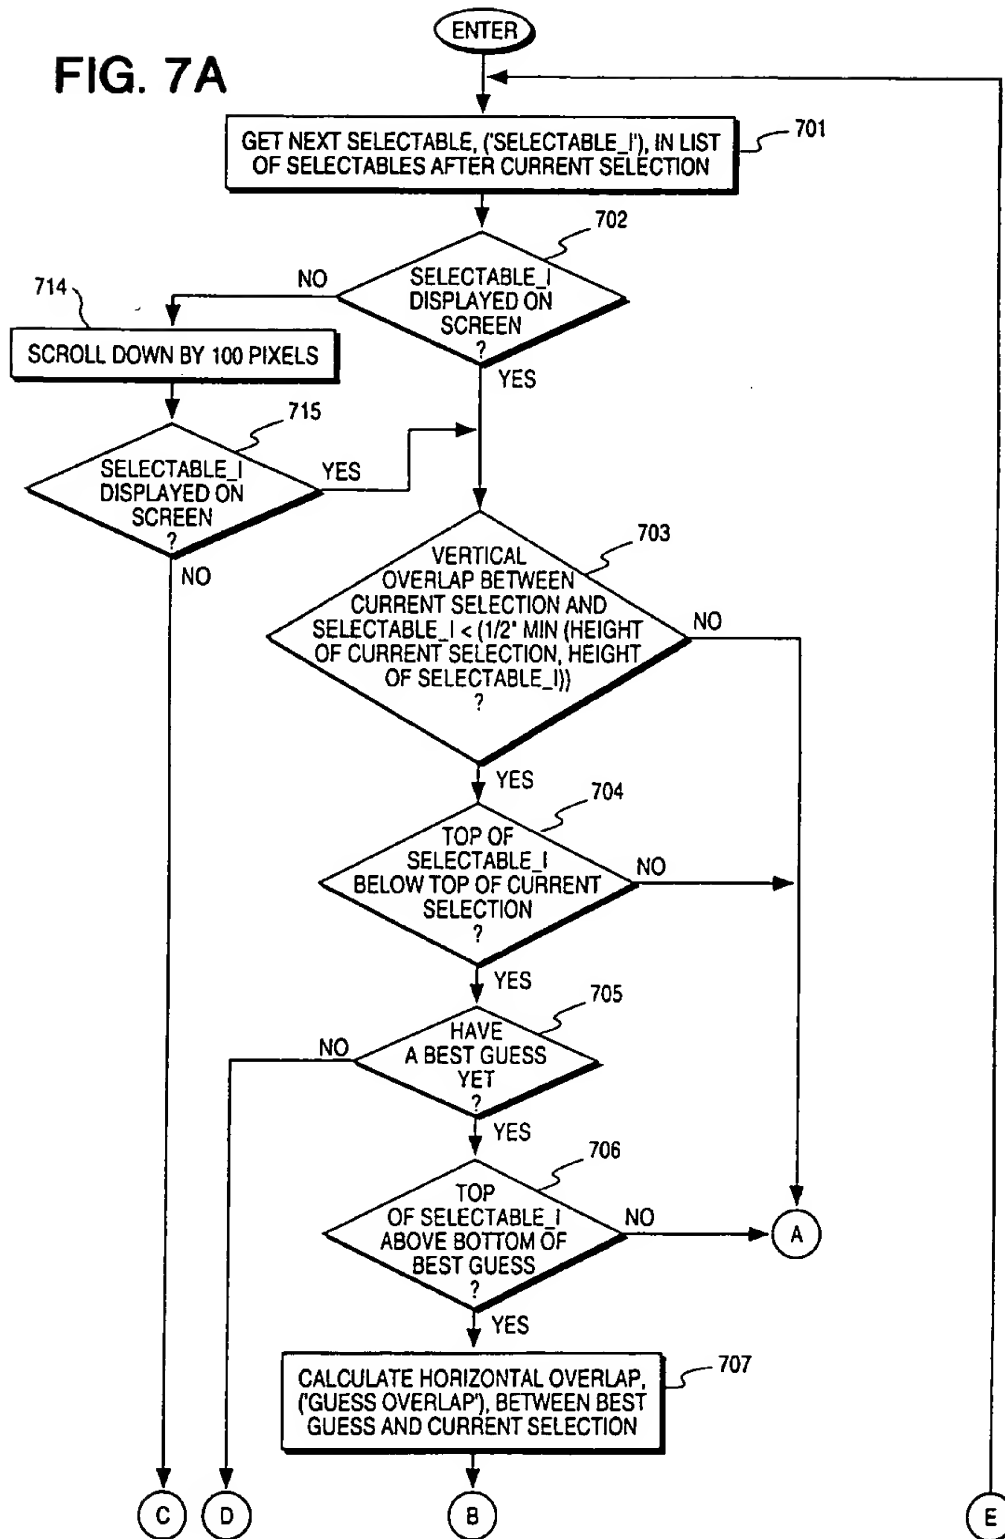 ENTER
FIG. 7A
GET NEXT SELECTABLE, ('SELECTABLE_I'), IN LIST
OF SELECTABLES AFTER CURRENT SELECTION
701
702
NO
SELECTABLE_I
DISPLAYED ON
SCREEN
?
YES
714
SCROLL DOWN BY 100 PIXELS
715
SELECTABLE_I
DISPLAYED ON
SCREEN
?
YES
NO
703
VERTICAL
OVERLAP BETWEEN
CURRENT SELECTION AND
SELECTABLE_I < (1/2* MIN (HEIGHT
OF CURRENT SELECTION, HEIGHT
OF SELECTABLE_I))
?
NO
YES
704
TOP OF
SELECTABLE_I
BELOW TOP OF CURRENT
SELECTION
?
NO
YES
705
HAVE
A BEST GUESS
YET
?
NO
YES
706
TOP
OF SELECTABLE_I
ABOVE BOTTOM OF
BEST GUESS
?
NO
A
YES
707
CALCULATE HORIZONTAL OVERLAP,
('GUESS OVERLAP'), BETWEEN BEST
GUESS AND CURRENT SELECTION
C
D
B
E